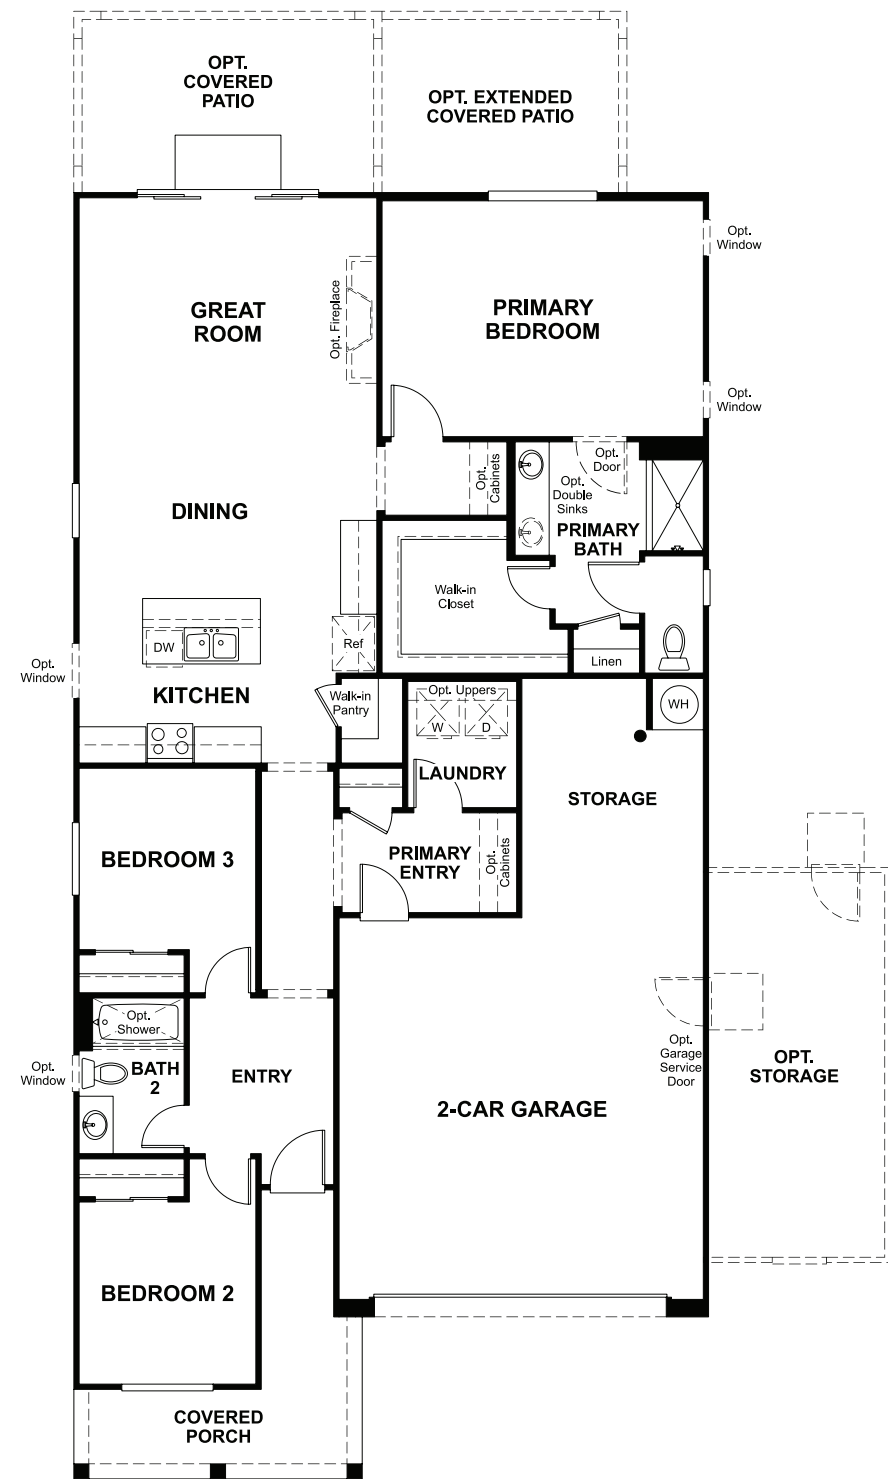 OPT.
COVERED
PATIO
OPT. EXTENDED
COVERED PATIO
Opt.
Window
GREAT
ROOM
Opt. Fireplace
PRIMARY
BEDROOM
Opt.
Window
Opt.
Cabinets
Opt.
Door
Opt.
Double
Sinks
DINING
PRIMARY
BATH
Walk-in
Closet
DW
Ref
Linen
Opt.
Window
KITCHEN
Walk-in
Pantry
Opt. Uppers
W
D
WH
LAUNDRY
STORAGE
BEDROOM 3
PRIMARY
ENTRY
Opt.
Cabinets
Opt.
Shower
Opt.
Window
BATH
2
ENTRY
Opt.
Garage
Service
Door
OPT.
STORAGE
2-CAR GARAGE
BEDROOM 2
COVERED
PORCH